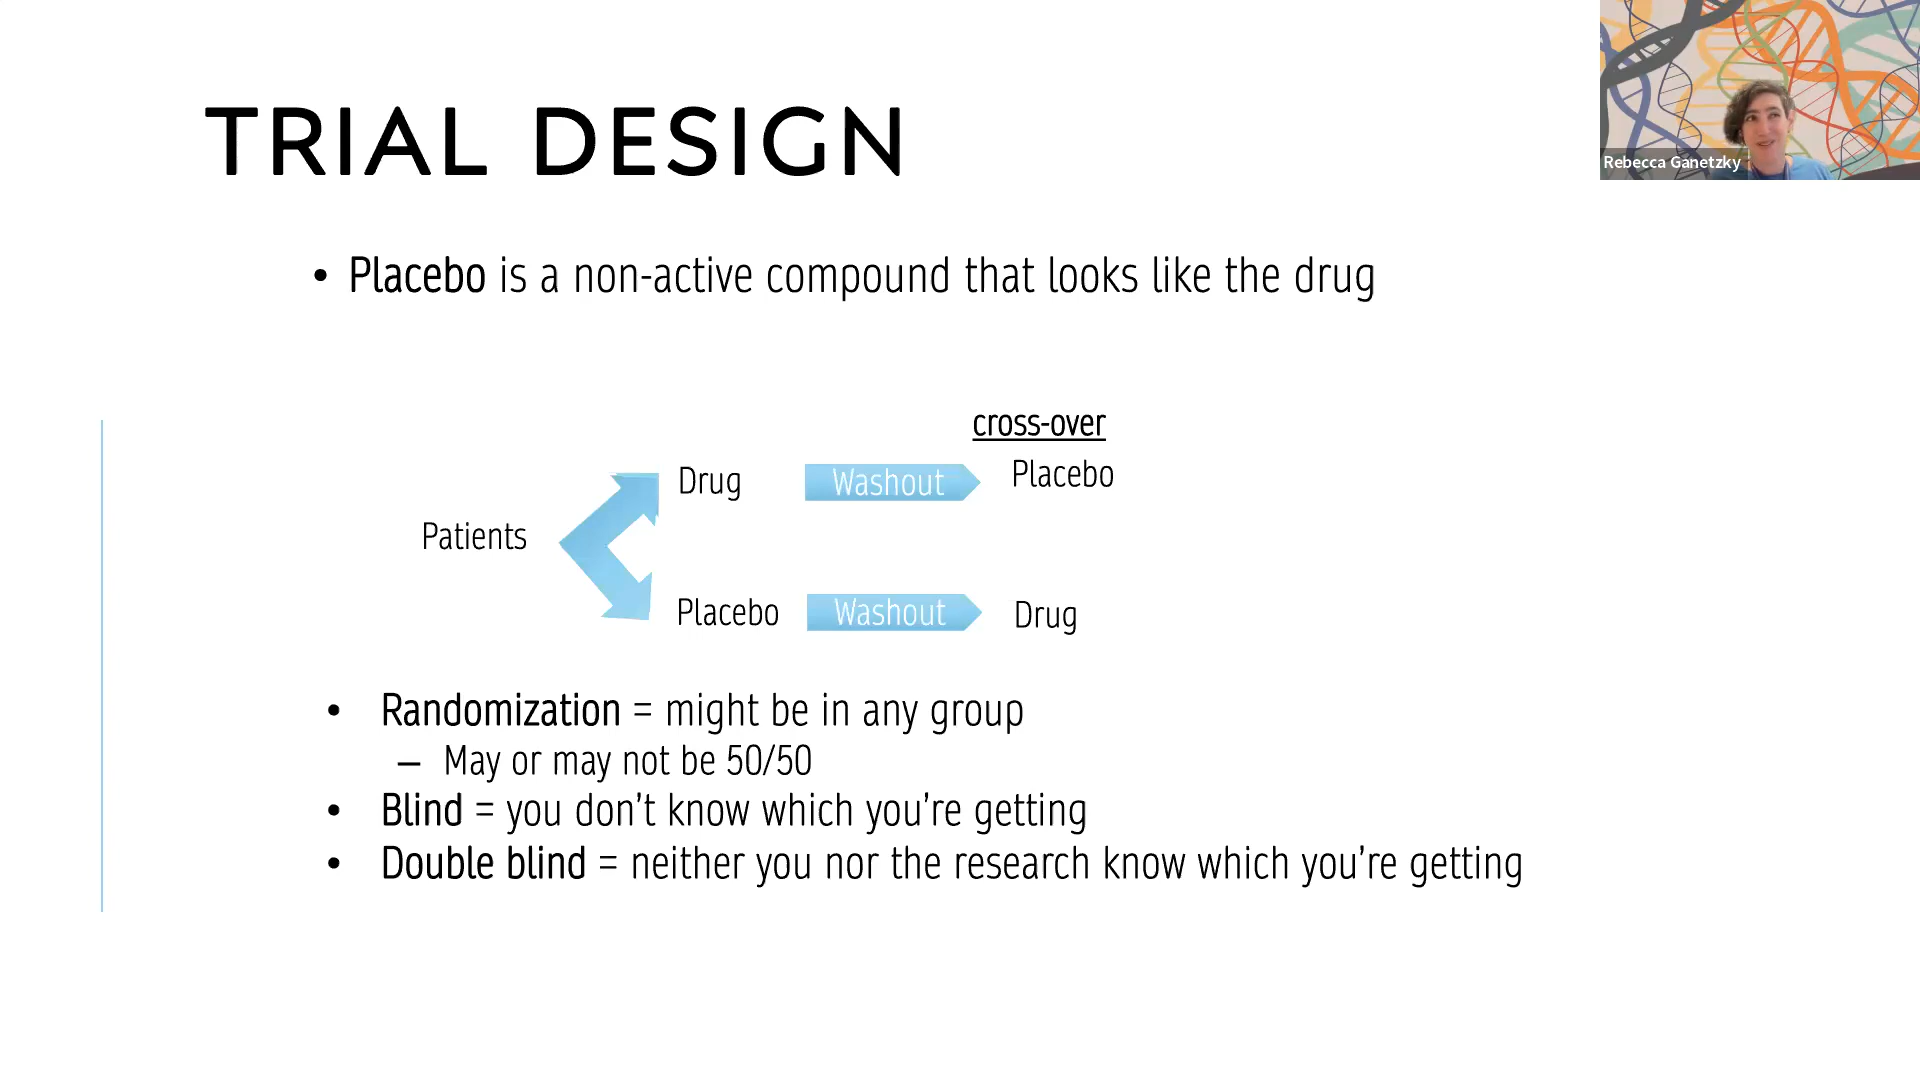 TRIAL DESIGN
Rebecca Ganetzky
• Placebo is a non-active compound that looks like the drug
cross-over
Drug Washout Placebo
Patients
Placebo Washout Drug
• Randomization = might be in any group
– May or may not be 50/50
• Blind = you don’t know which you’re getting
• Double blind = neither you nor the research know which you’re getting